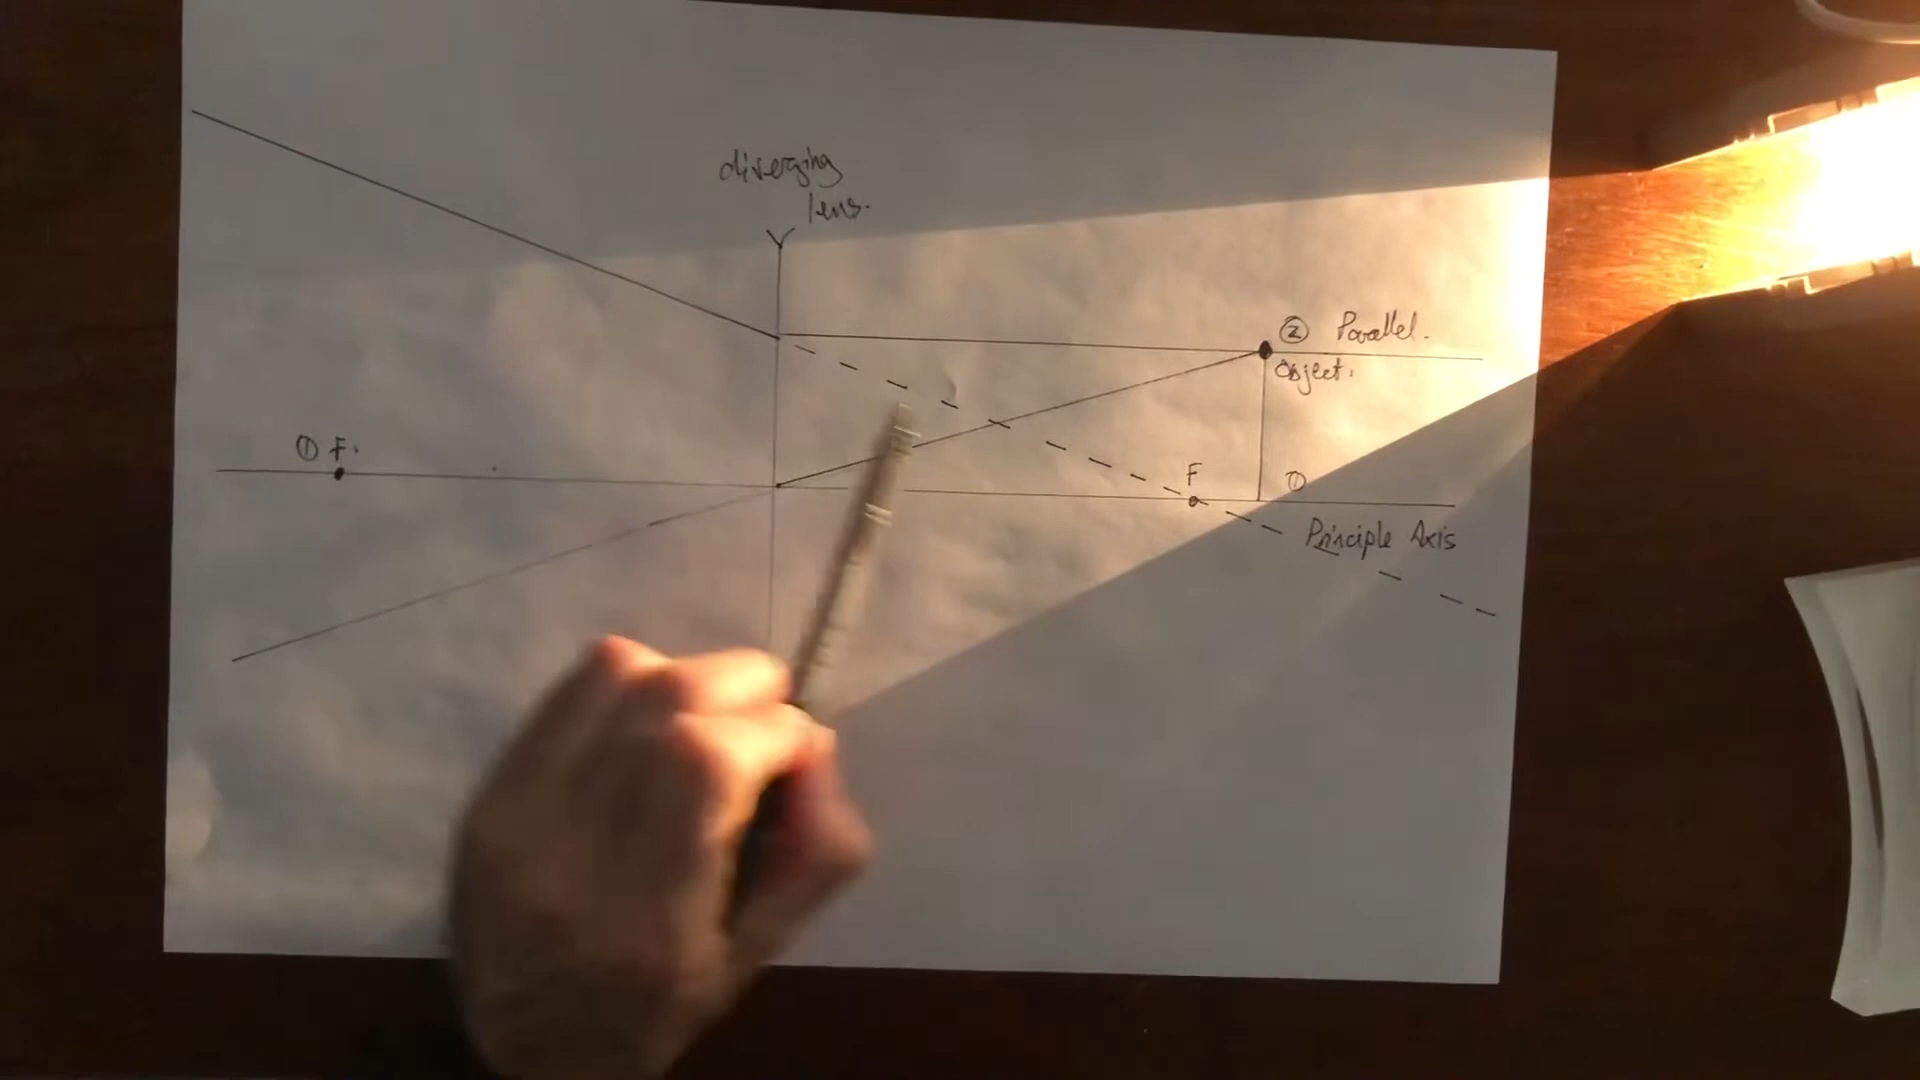 diverging
lens.
② Parallel.
object.
① F.
F
①
Principle Axis